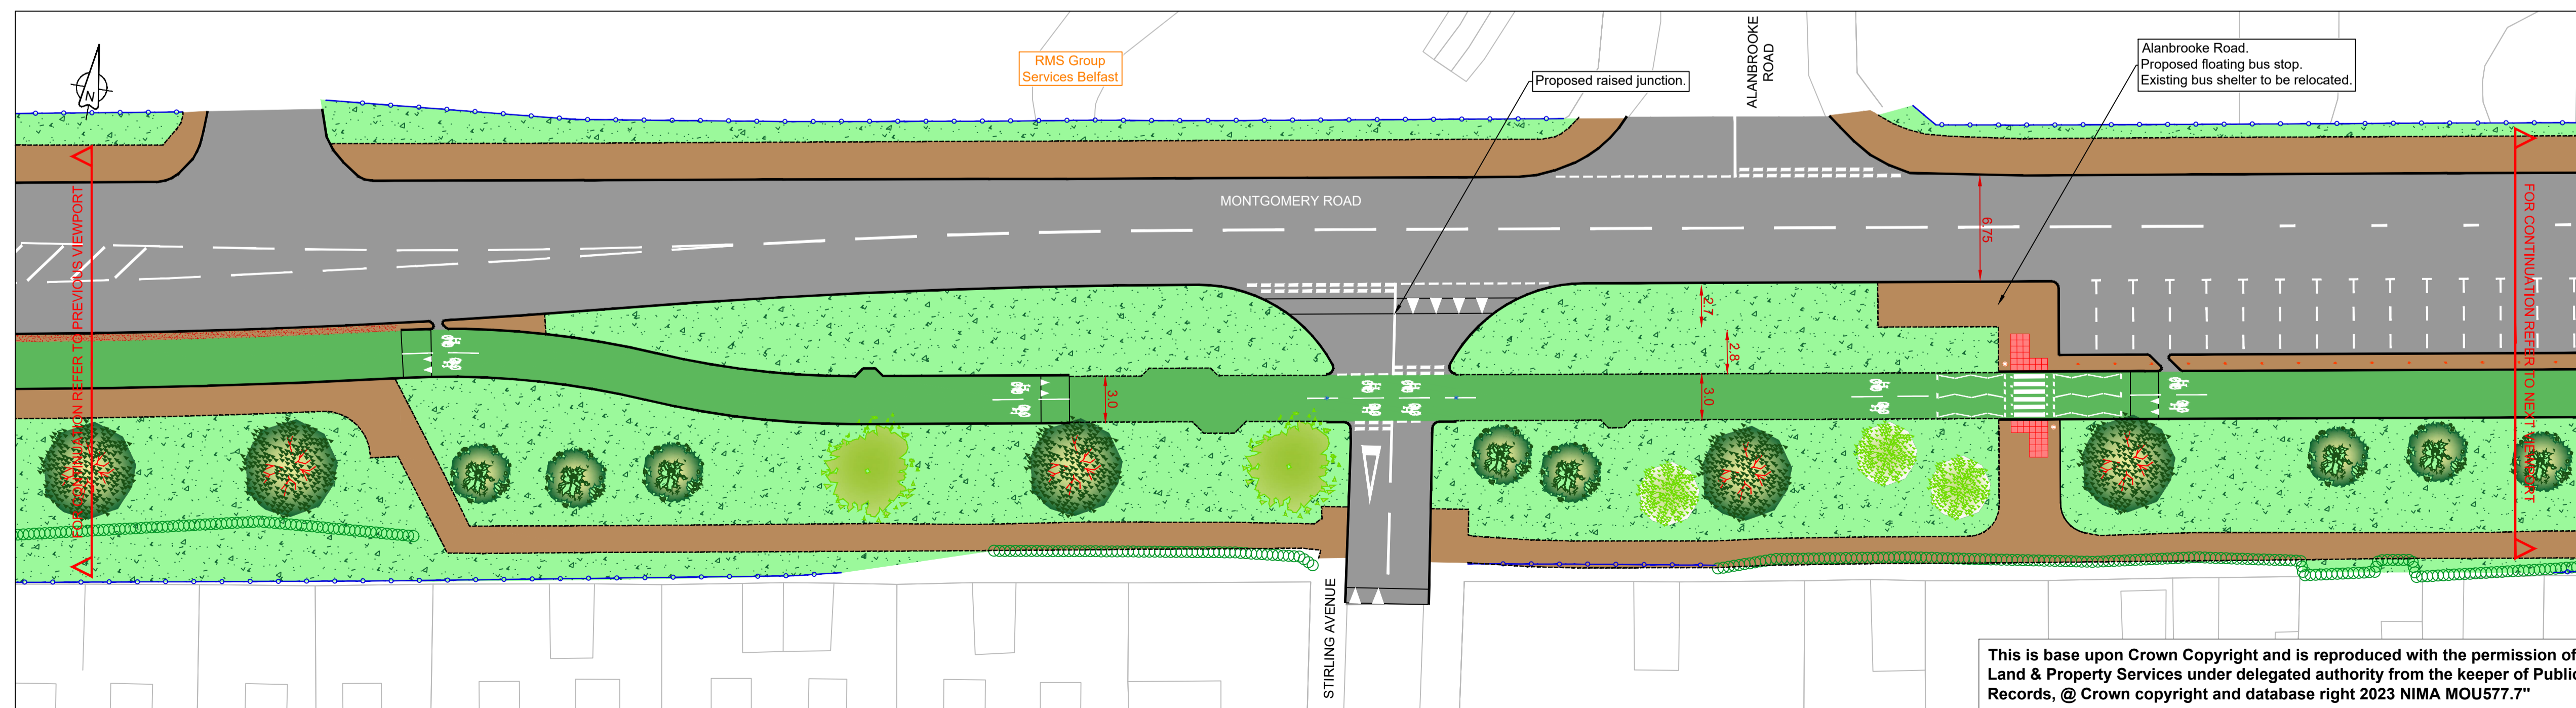 N
RMS Group
Services Belfast
Proposed raised junction.
ALANBROOKE
ROAD
Alanbrooke Road.
Proposed floating bus stop.
Existing bus shelter to be relocated.
FOR CONTINUATION REFER TO PREVIOUS VIEWPORT
MONTGOMERY ROAD
6.75
FOR CONTINUATION REFER TO NEXT VIEWPORT
2.7
2.8
3.0
3.0
STIRLING AVENUE
This is base upon Crown Copyright and is reproduced with the permission of
Land & Property Services under delegated authority from the keeper of Public
Records, @ Crown copyright and database right 2023 NIMA MOU577.7"